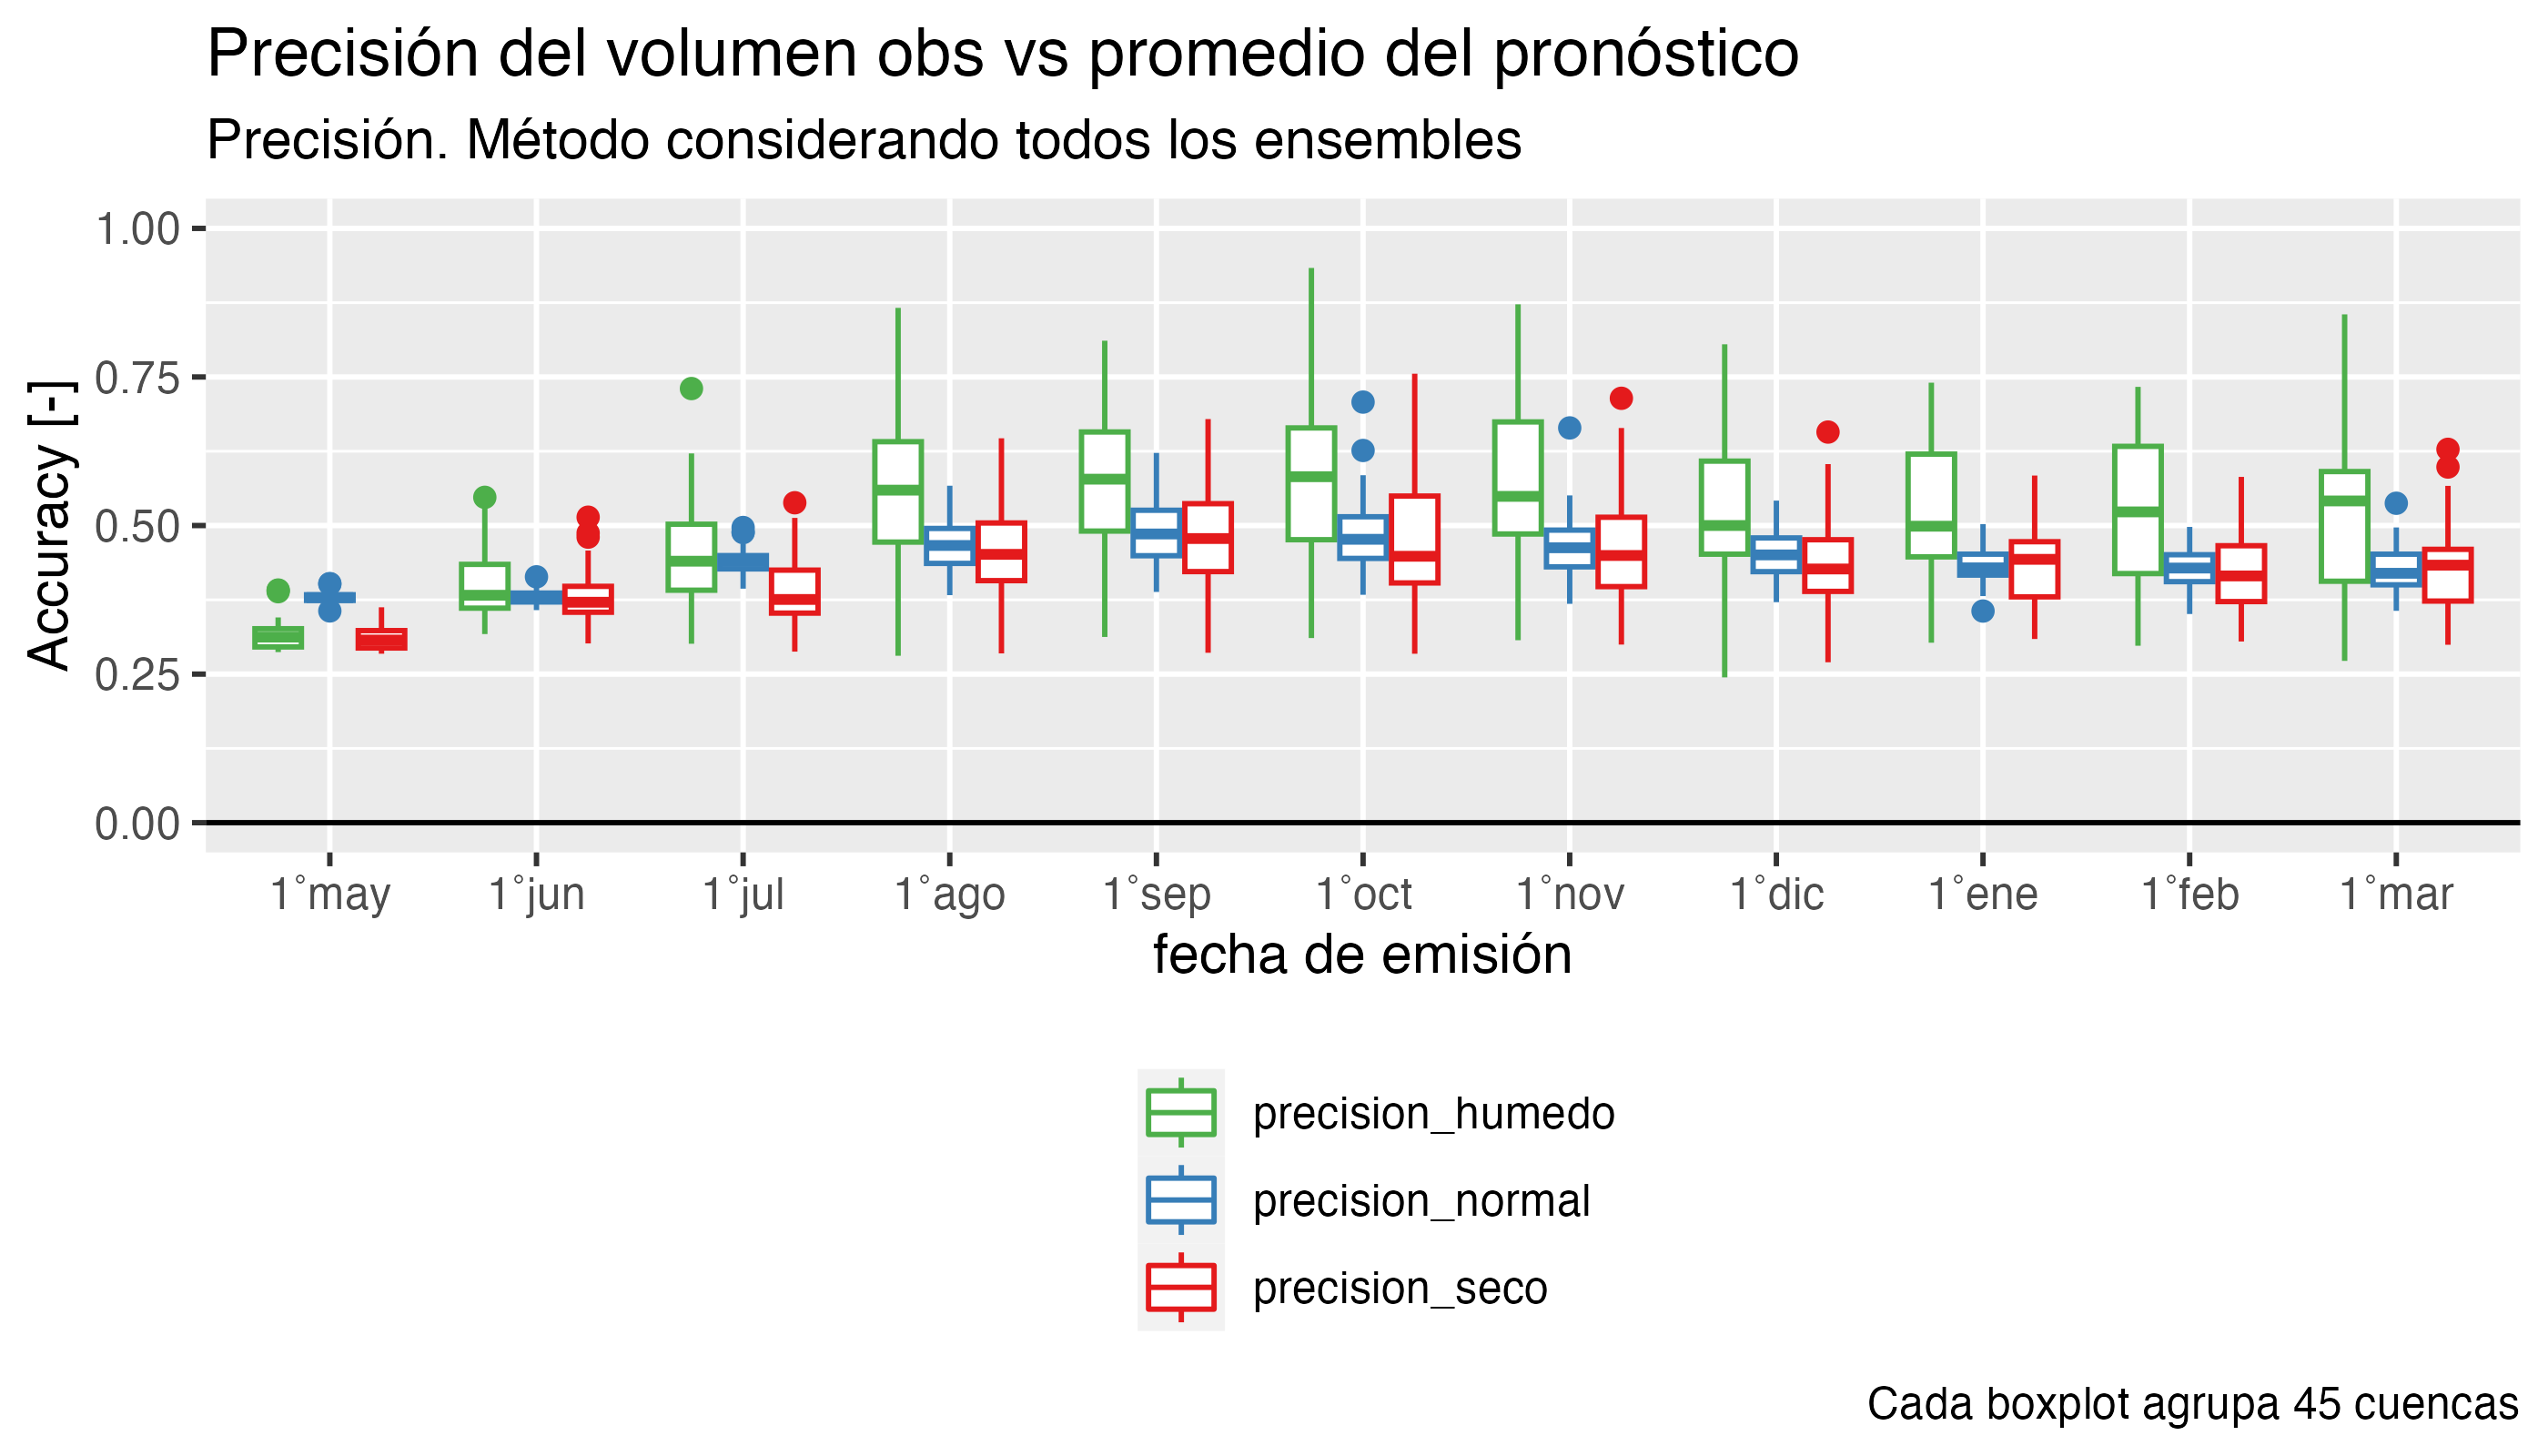 Precisión del volumen obs vs promedio del pronóstico
Precisión. Método considerando todos los ensembles
Accuracy [-]
1.00
0.75
0.50
0.25
0.00
1°may 1°jun 1°jul 1°ago 1°sep 1°oct 1°nov 1°dic 1°ene 1°feb 1°mar
fecha de emisión
precision_humedo
precision_normal
precision_seco
Cada boxplot agrupa 45 cuencas